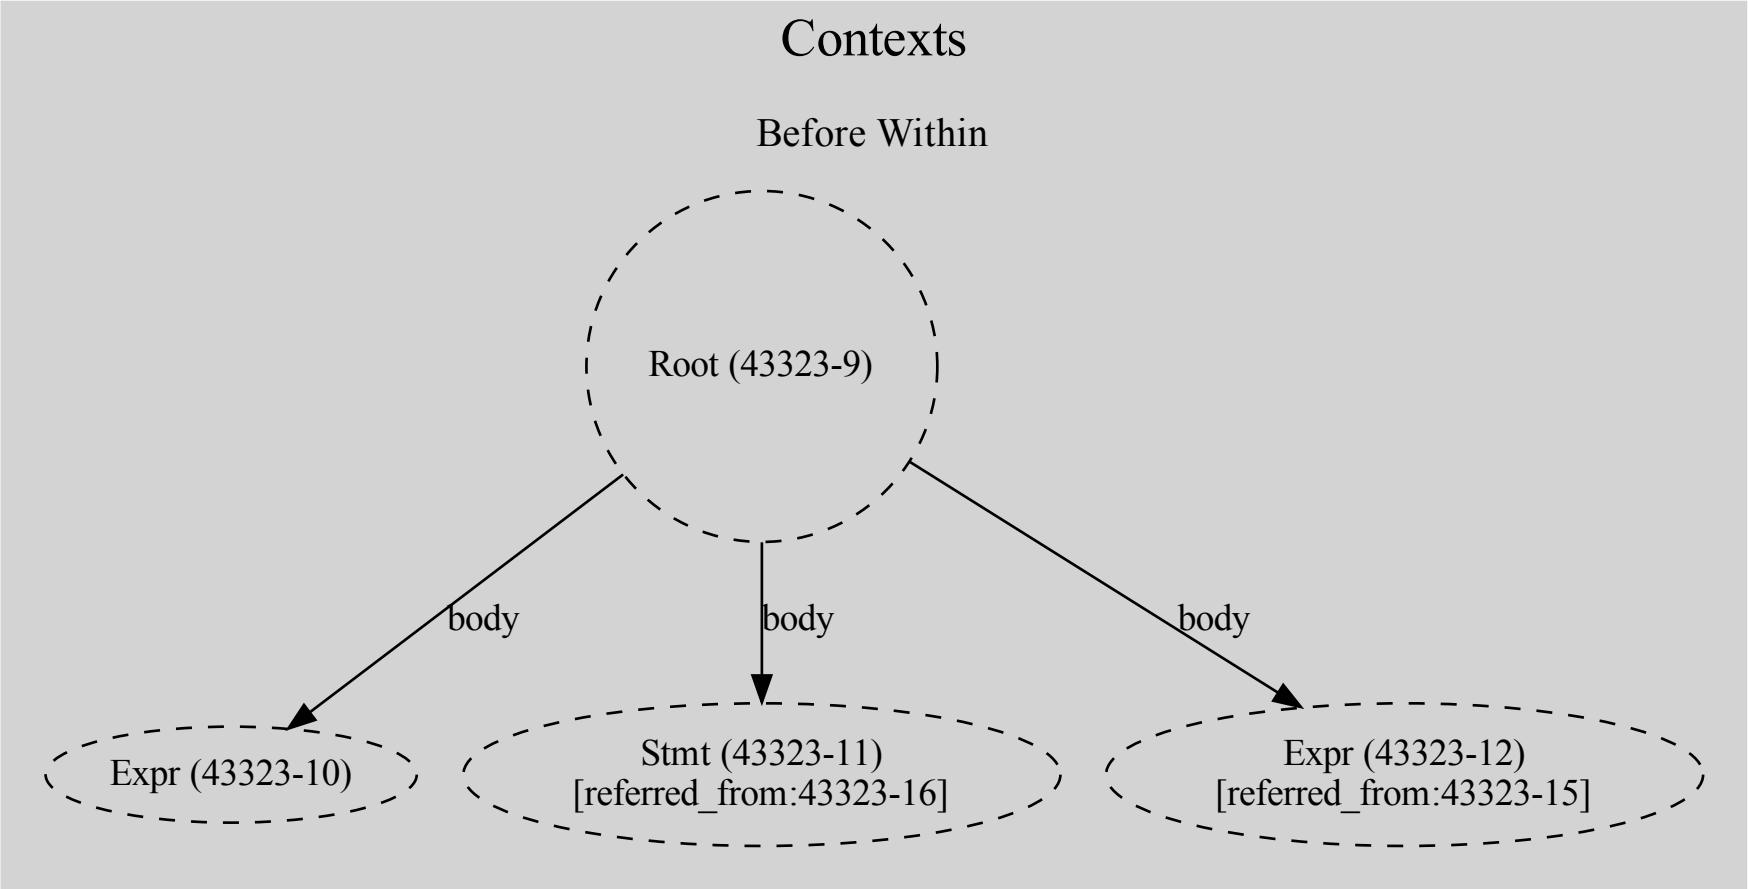 Contexts
Before Within
Root (43323-9)
body
body
body
Expr (43323-10)
Stmt (43323-11)
[referred_from:43323-16]
Expr (43323-12)
[referred_from:43323-15]